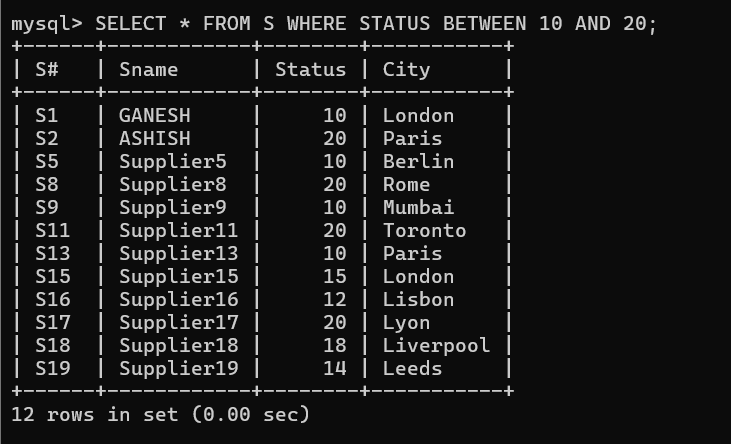 mysql> SELECT * FROM S WHERE STATUS BETWEEN 10 AND 20;
+------+------------+--------+-----------+
| S#   | Sname      | Status | City      |
+------+------------+--------+-----------+
| S1   | GANESH     |     10 | London    |
| S2   | ASHISH     |     20 | Paris     |
| S5   | Supplier5  |     10 | Berlin    |
| S8   | Supplier8  |     20 | Rome      |
| S9   | Supplier9  |     10 | Mumbai    |
| S11  | Supplier11 |     20 | Toronto   |
| S13  | Supplier13 |     10 | Paris     |
| S15  | Supplier15 |     15 | London    |
| S16  | Supplier16 |     12 | Lisbon    |
| S17  | Supplier17 |     20 | Lyon      |
| S18  | Supplier18 |     18 | Liverpool |
| S19  | Supplier19 |     14 | Leeds     |
+------+------------+--------+-----------+
12 rows in set (0.00 sec)